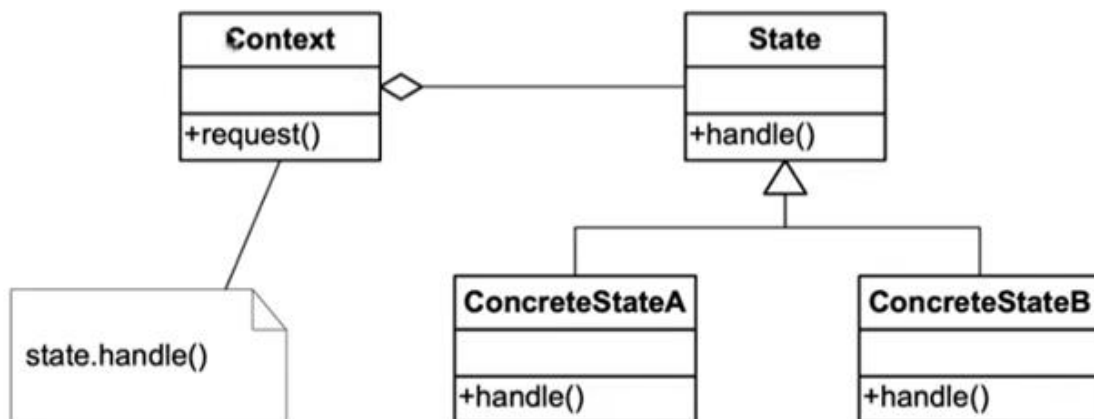 Context
+request()
State
+handle()
state.handle()
ConcreteStateA
+handle()
ConcreteStateB
+handle()